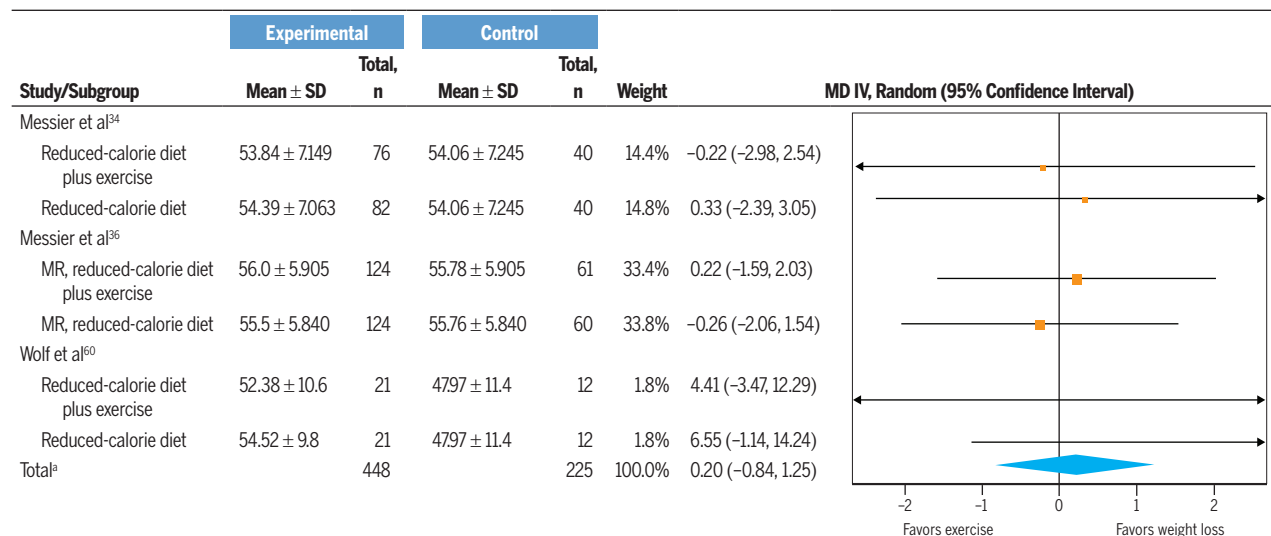 Experimental Control
Total, Total,
Study/Subgroup Mean ± SD n Mean ± SD n Weight MD IV, Random (95% Confidence Interval)
Messier et al³⁴
Reduced-calorie diet 53.84 ± 7.149 76 54.06 ± 7.245 40 14.4% −0.22 (−2.98, 2.54)
plus exercise
Reduced-calorie diet 54.39 ± 7.063 82 54.06 ± 7.245 40 14.8% 0.33 (−2.39, 3.05)
Messier et al³⁶
MR, reduced-calorie diet 56.0 ± 5.905 124 55.78 ± 5.905 61 33.4% 0.22 (−1.59, 2.03)
plus exercise
MR, reduced-calorie diet 55.5 ± 5.840 124 55.76 ± 5.840 60 33.8% −0.26 (−2.06, 1.54)
Wolf et al⁶⁰
Reduced-calorie diet 52.38 ± 10.6 21 47.97 ± 11.4 12 1.8% 4.41 (−3.47, 12.29)
plus exercise
Reduced-calorie diet 54.52 ± 9.8 21 47.97 ± 11.4 12 1.8% 6.55 (−1.14, 14.24)
Totalᵃ 448 225 100.0% 0.20 (−0.84, 1.25)
−2 −1 0 1 2
Favors exercise Favors weight loss